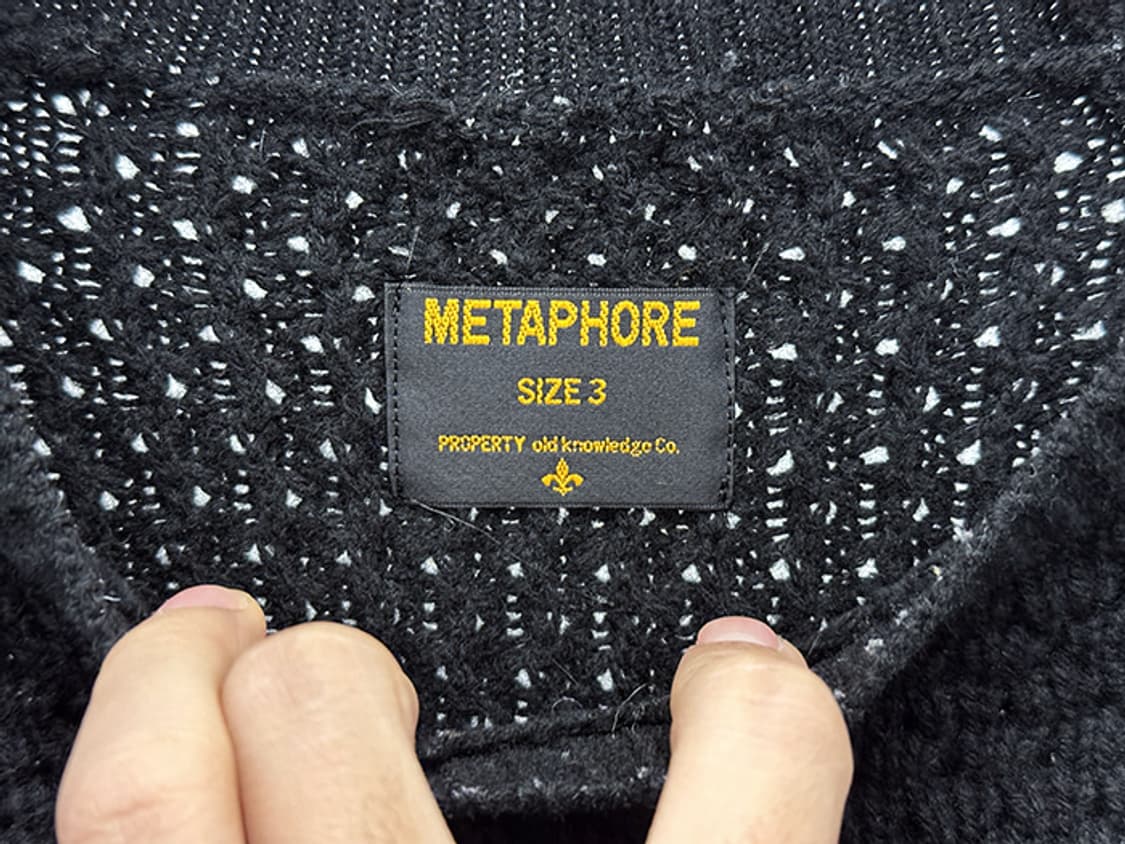 METAPHORE
SIZE 3
PROPERTY old knowledge Co.